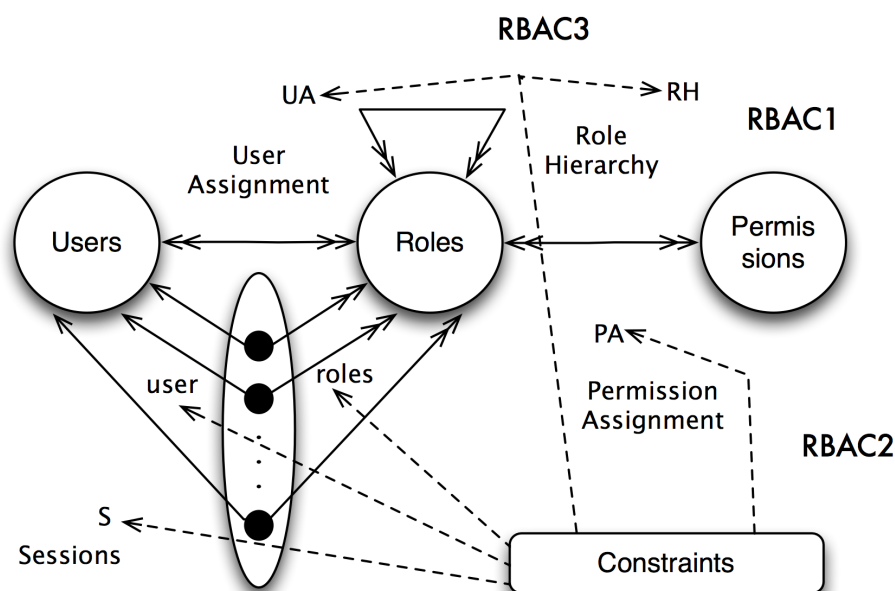 RBAC3
UA
RH
RBAC1
Role
Hierarchy
User
Assignment
Users
Roles
Permis
sions
PA
user
roles
Permission
Assignment
RBAC2
S
Sessions
Constraints